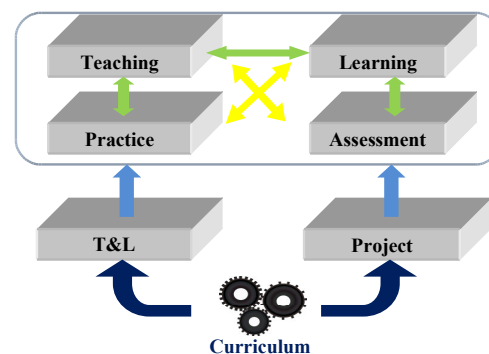 Teaching
Learning
Practice
Assessment
T&L
Project
Curriculum